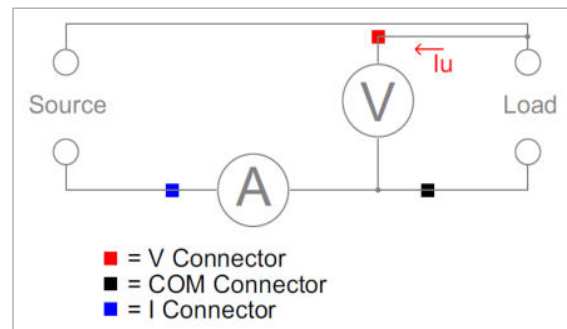 Iu
Source
V
Load
A
= V Connector
= COM Connector
= I Connector